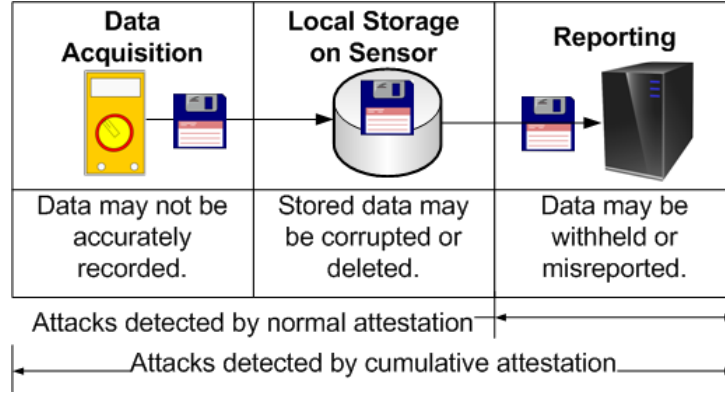 Data
Acquisition
Local Storage
on Sensor
Reporting
Data may not be
accurately
recorded.
Stored data may
be corrupted or
deleted.
Data may be
withheld or
misreported.
Attacks detected by normal attestation
Attacks detected by cumulative attestation